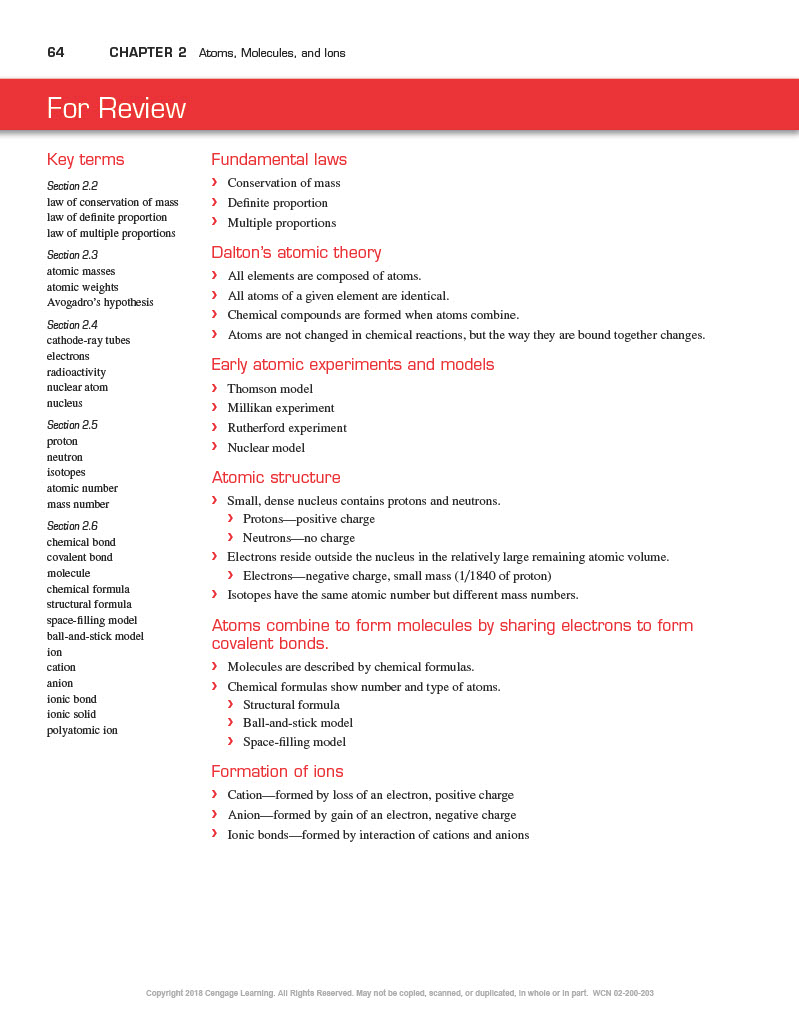 64 CHAPTER 2 Atoms, Molecules, and Ions
For Review
Key terms
Section 2.2
law of conservation of mass
law of definite proportion
law of multiple proportions
Section 2.3
atomic masses
atomic weights
Avogadro's hypothesis
Section 2.4
cathode-ray tubes
electrons
radioactivity
nuclear atom
nucleus
Section 2.5
proton
neutron
isotopes
atomic number
mass number
Section 2.6
chemical bond
covalent bond
molecule
chemical formula
structural formula
space-filling model
ball-and-stick model
ion
cation
anion
ionic bond
ionic solid
polyatomic ion
Fundamental laws
› Conservation of mass
› Definite proportion
› Multiple proportions
Dalton's atomic theory
› All elements are composed of atoms.
› All atoms of a given element are identical.
› Chemical compounds are formed when atoms combine.
› Atoms are not changed in chemical reactions, but the way they are bound together changes.
Early atomic experiments and models
› Thomson model
› Millikan experiment
› Rutherford experiment
› Nuclear model
Atomic structure
› Small, dense nucleus contains protons and neutrons.
› Protons—positive charge
› Neutrons—no charge
› Electrons reside outside the nucleus in the relatively large remaining atomic volume.
› Electrons—negative charge, small mass (1/1840 of proton)
› Isotopes have the same atomic number but different mass numbers.
Atoms combine to form molecules by sharing electrons to form
covalent bonds.
› Molecules are described by chemical formulas.
› Chemical formulas show number and type of atoms.
› Structural formula
› Ball-and-stick model
› Space-filling model
Formation of ions
› Cation—formed by loss of an electron, positive charge
› Anion—formed by gain of an electron, negative charge
› Ionic bonds—formed by interaction of cations and anions
Copyright 2018 Cengage Learning. All Rights Reserved. May not be copied, scanned, or duplicated, in whole or in part. WCN 02-200-203